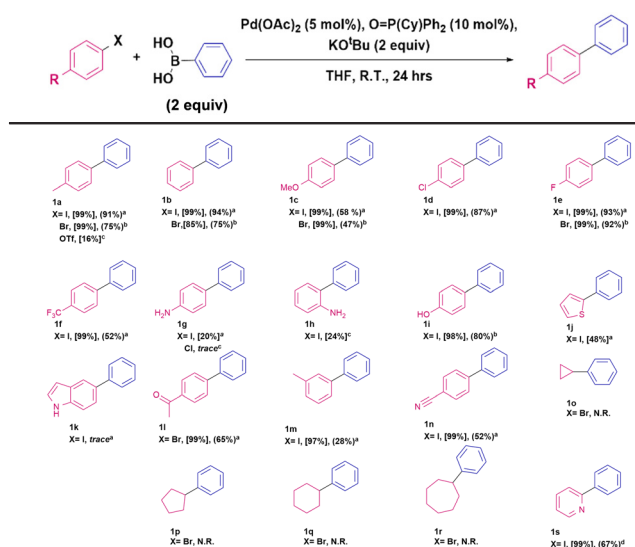 Pd(OAc)2 (5 mol%), O=P(Cy)Ph2 (10 mol%),
KOtBu (2 equiv)
THF, R.T., 24 hrs
X
R
+
HO
B
HO
(2 equiv)
R
1a
X= I, [99%], (91%)a
Br, [99%], (75%)b
OTf, [16%]c
1b
X= I, [99%], (94%)a
Br,[85%], (75%)b
MeO
1c
X= I, [99%], (58 %)a
Br, [99%], (47%)b
Cl
1d
X= I, [99%], (87%)a
F
1e
X= I, [99%], (93%)a
Br, [99%], (92%)b
F3C
1f
X= I, [99%], (52%)a
H2N
1g
X= I, [20%]a
Cl, tracec
NH2
1h
X= I, [24%]c
HO
1i
X= I, [98%], (80%)b
S
1j
X= I, [48%]a
N
H
1k
X= I, tracea
O
1l
X= Br, [99%], (65%)a
1m
X= I, [97%], (28%)a
N
1n
X= I, [99%], (52%)a
1o
X= Br, N.R.
1p
X= Br, N.R.
1q
X= Br, N.R.
1r
X= Br, N.R.
N
1s
X= I, [99%], (67%)d